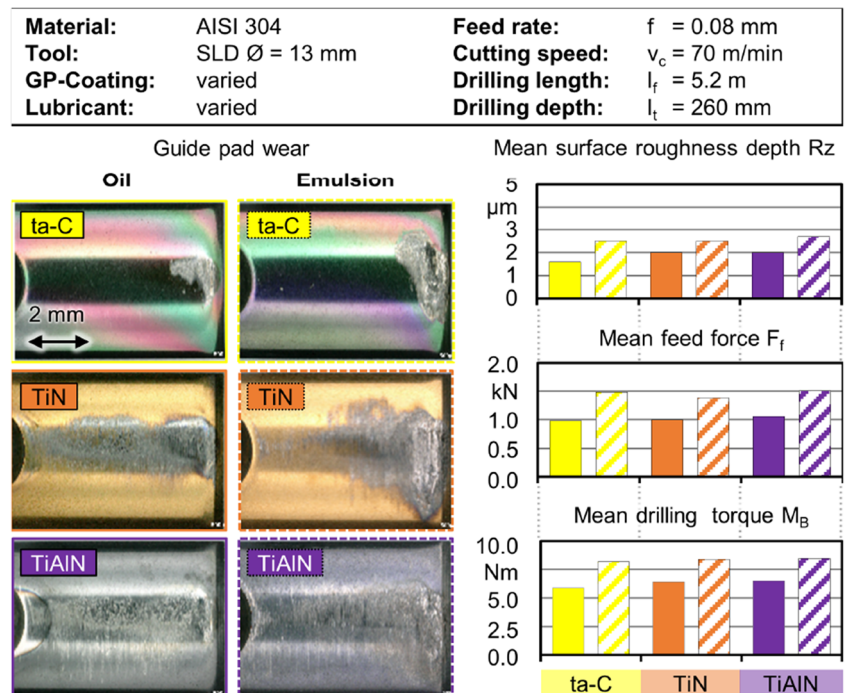 Material: AISI 304
Tool: SLD Ø = 13 mm
GP-Coating: varied
Lubricant: varied
Feed rate: f = 0.08 mm
Cutting speed: vc = 70 m/min
Drilling length: lf = 5.2 m
Drilling depth: lt = 260 mm
Guide pad wear
Oil Emulsion
ta-C ta-C
2 mm
TiN TiN
TiAlN TiAlN
Mean surface roughness depth Rz
5
µm
3
2
1
0
Mean feed force Ff
2.0
kN
1.0
0.5
0.0
Mean drilling torque MB
10.0
Nm
5.0
2.5
0.0
ta-C TiN TiAlN